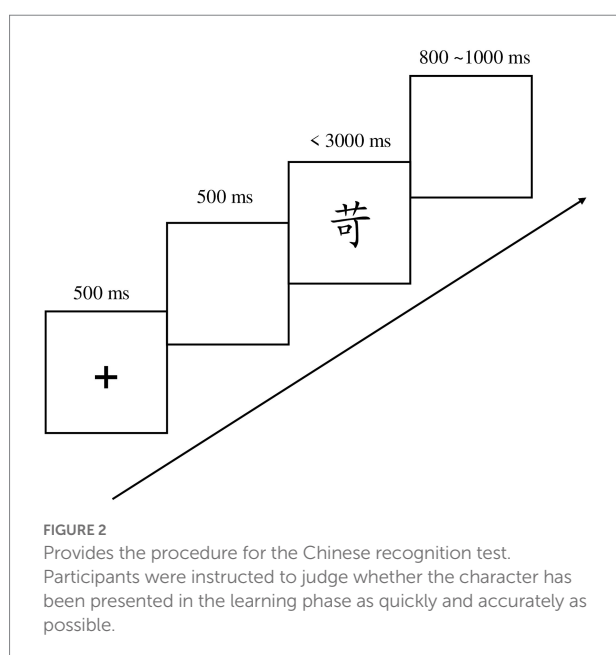 800 ~1000 ms
< 3000 ms
500 ms
苛
500 ms
+
FIGURE 2
Provides the procedure for the Chinese recognition test.
Participants were instructed to judge whether the character has
been presented in the learning phase as quickly and accurately as
possible.